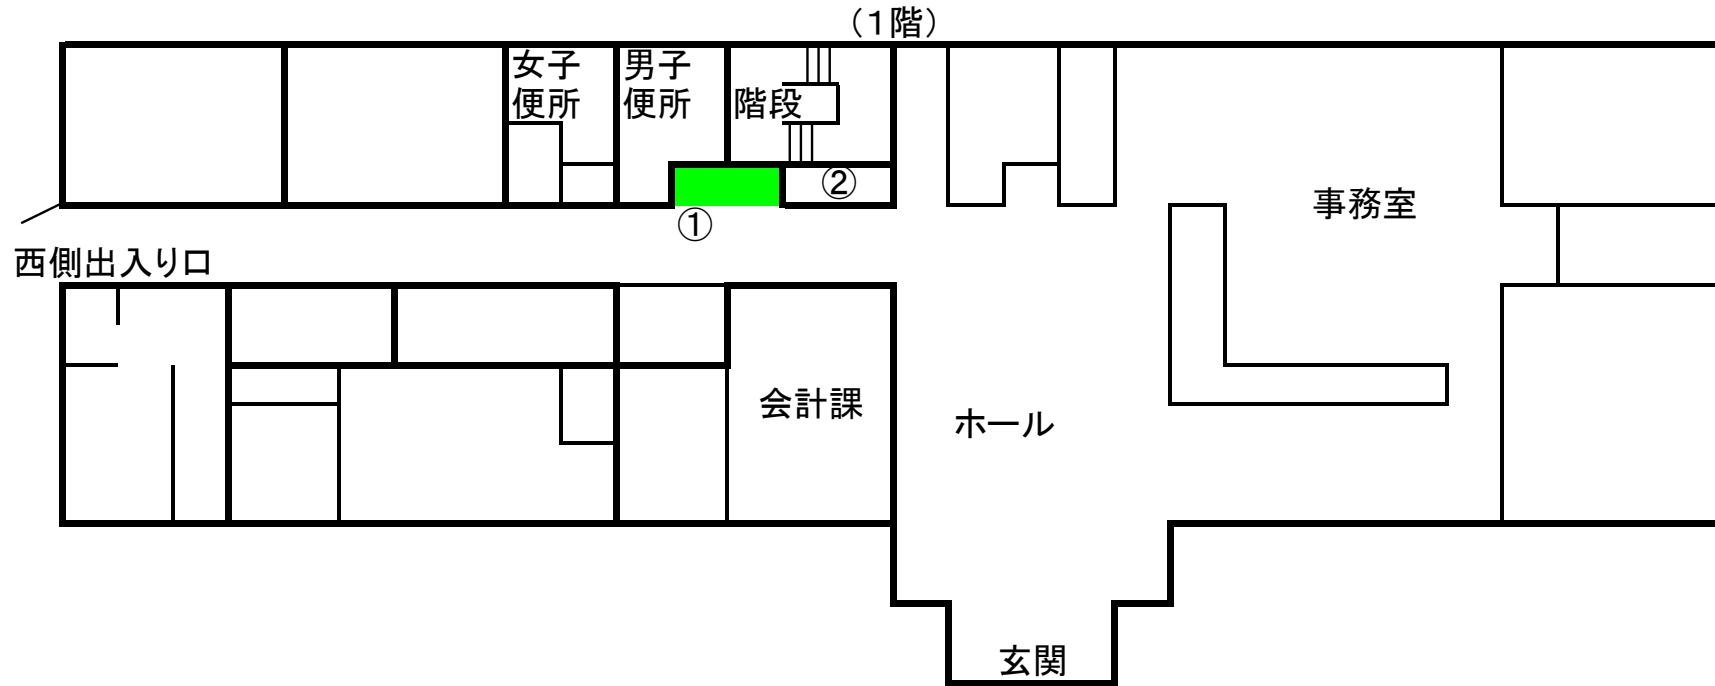 （1階）
女子
便所
男子
便所
階段
②
①
事務室
西側出入り口
会計課
ホール
玄関